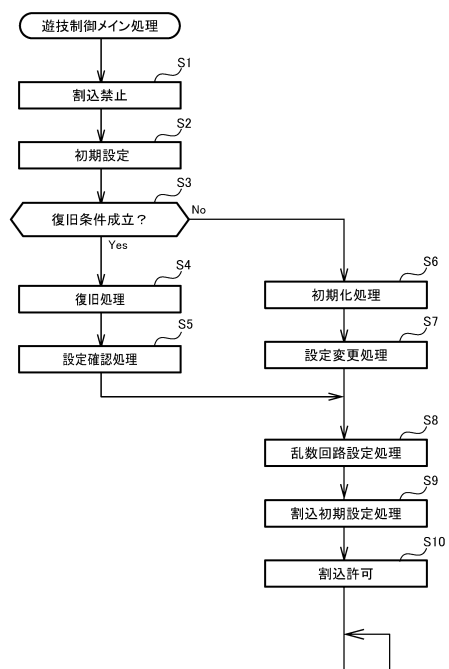 遊技制御メイン処理
S1
割込禁止
S2
初期設定
S3
復旧条件成立？
No
Yes
S4
復旧処理
S5
設定確認処理
S6
初期化処理
S7
設定変更処理
S8
乱数回路設定処理
S9
割込初期設定処理
S10
割込許可